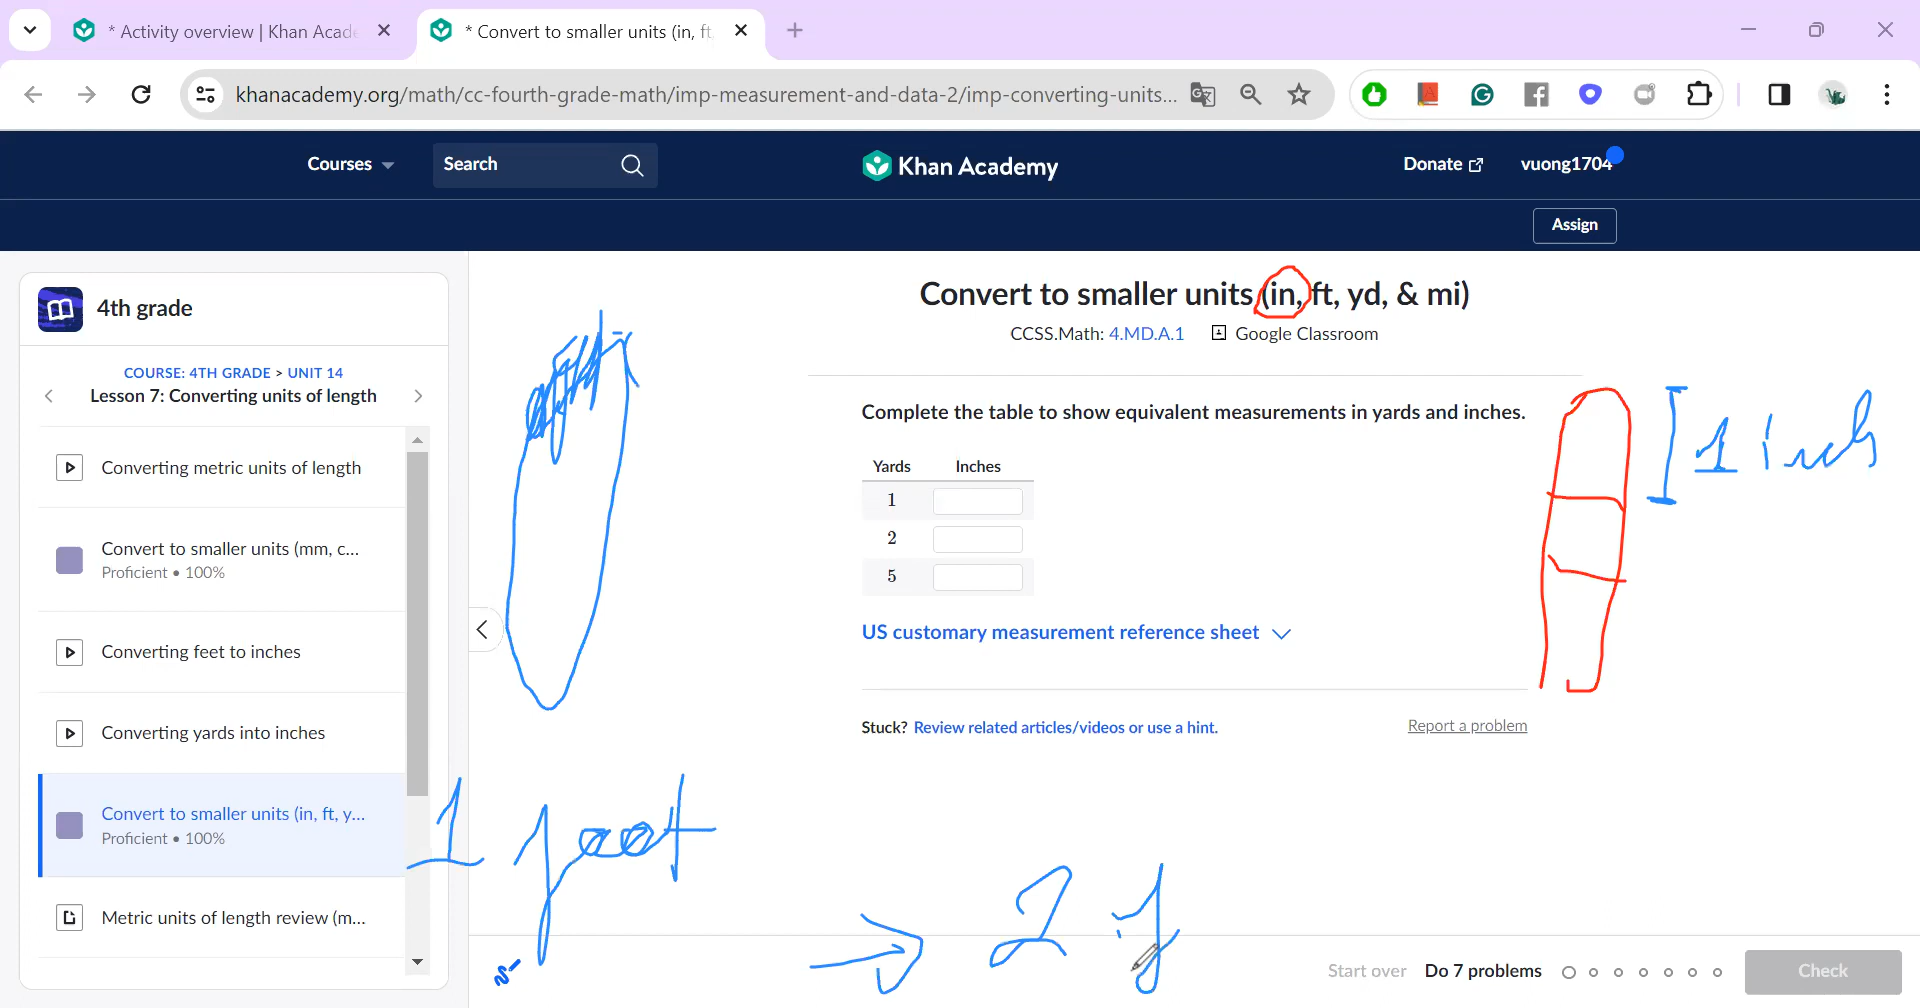 * Activity overview | Khan Acade
* Convert to smaller units (in, ft,
khanacademy.org/math/cc-fourth-grade-math/imp-measurement-and-data-2/imp-converting-units...
Courses
Search
Khan Academy
Donate
vuong1704
Assign
4th grade
COURSE: 4TH GRADE > UNIT 14
Lesson 7: Converting units of length
Converting metric units of length
Convert to smaller units (mm, c...
Proficient • 100%
Converting feet to inches
Converting yards into inches
Convert to smaller units (in, ft, y...
Proficient • 100%
Metric units of length review (m...
Convert to smaller units (in, ft, yd, & mi)
CCSS.Math: 4.MD.A.1 Google Classroom
Complete the table to show equivalent measurements in yards and inches.
Yards Inches
1
2
5
US customary measurement reference sheet
Stuck? Review related articles/videos or use a hint.
Report a problem
1 inch
1 foot
2 y
Start over Do 7 problems
Check